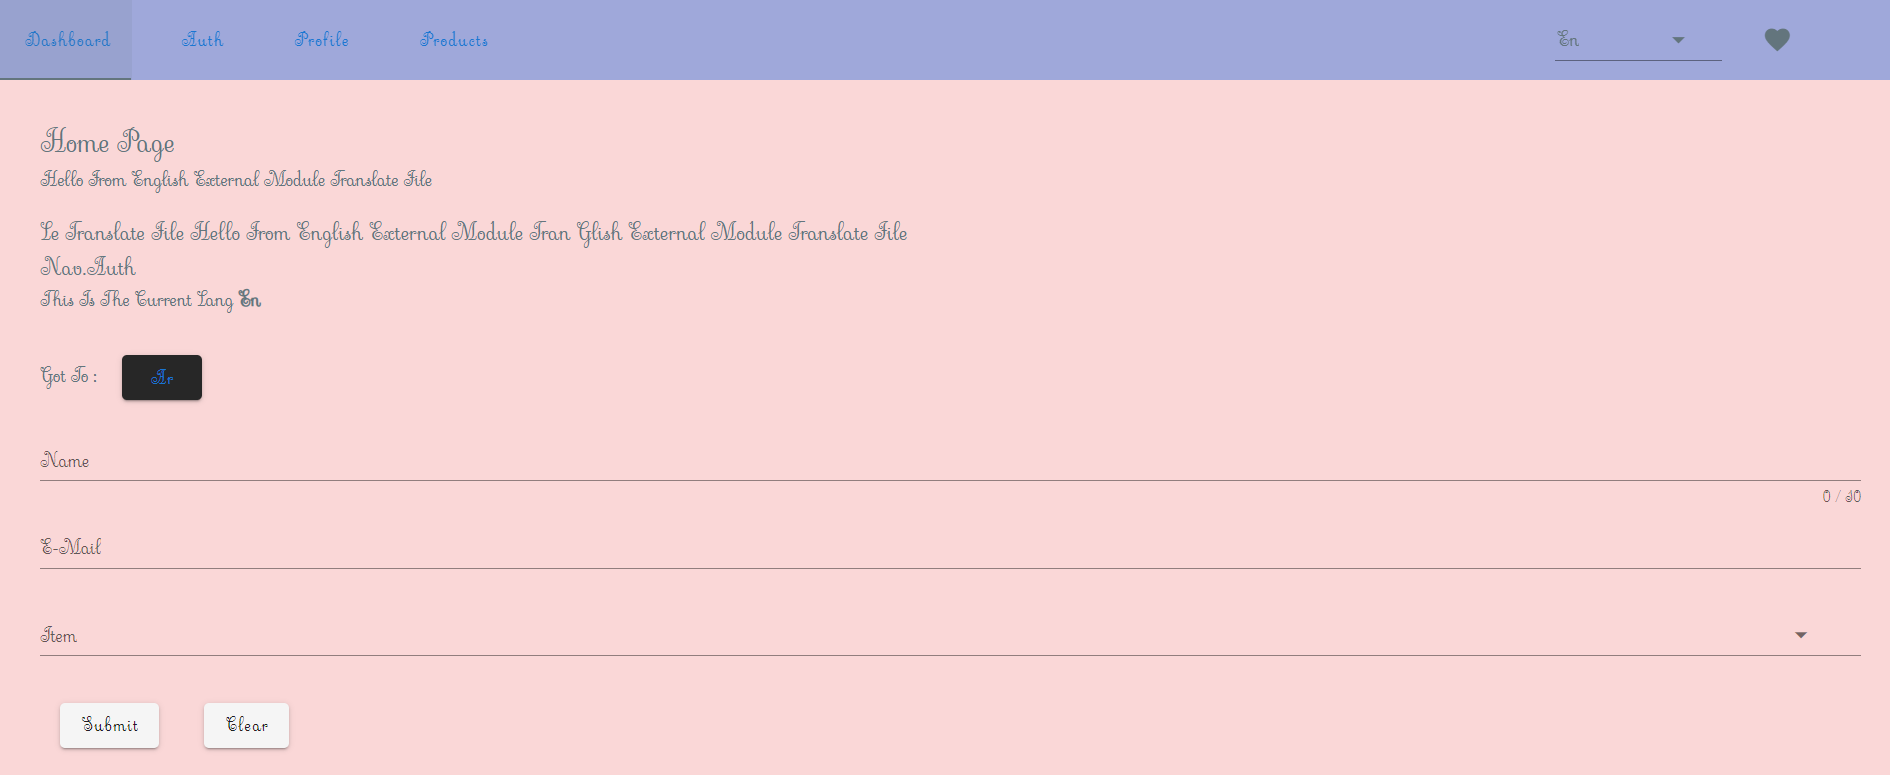 Dashboard Auth Profile Products En
Home Page
Hello From English External Module Translate File
Le Translate File Hello From English External Module Tran Glish External Module Translate File
Nav.Auth
This Is The Current Lang En
Got To : Ar
Name
0 / 10
E-Mail
Item
Submit Clear